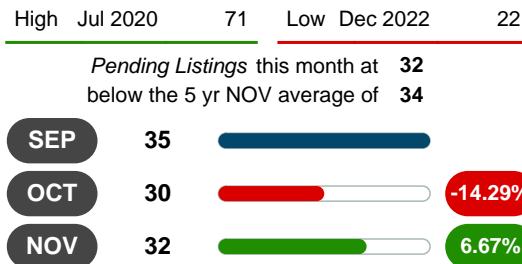 High Jul 2020 71 Low Dec 2022 22
Pending Listings this month at 32
below the 5 yr NOV average of 34
SEP 35
OCT 30 -14.29%
NOV 32 6.67%